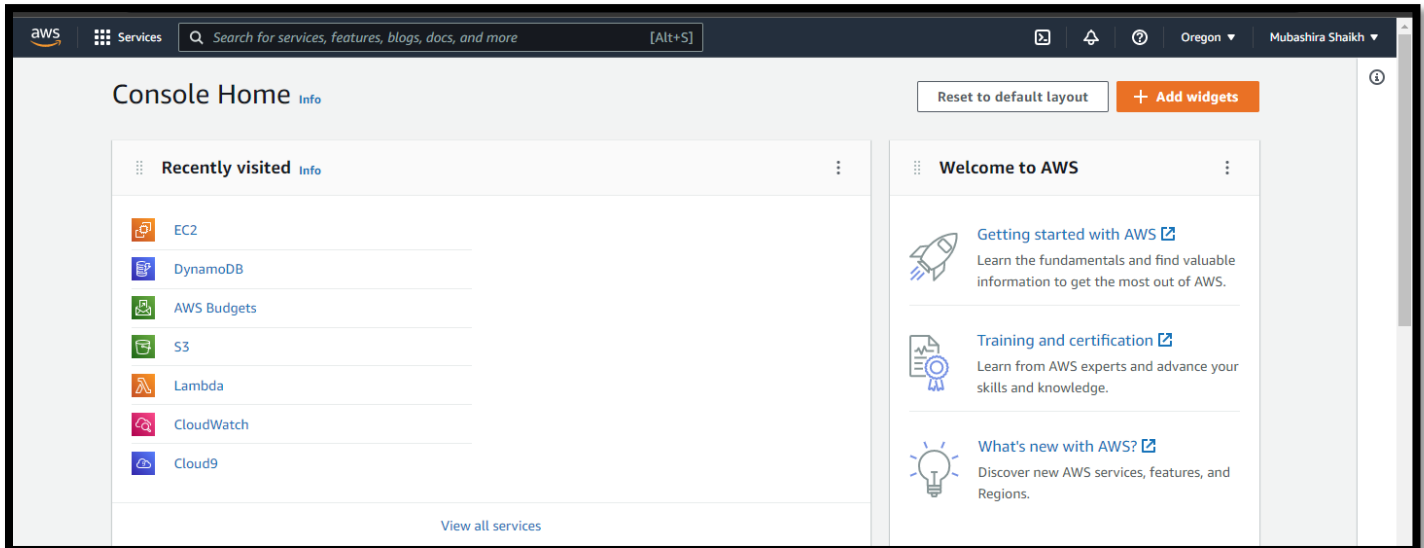 aws
Services
Search for services, features, blogs, docs, and more [Alt+S]
Oregon ▼
Mubashira Shaikh ▼
Console Home Info
Reset to default layout
+ Add widgets
Recently visited Info
EC2
DynamoDB
AWS Budgets
S3
Lambda
CloudWatch
Cloud9
View all services
Welcome to AWS
Getting started with AWS
Learn the fundamentals and find valuable
information to get the most out of AWS.
Training and certification
Learn from AWS experts and advance your
skills and knowledge.
What's new with AWS?
Discover new AWS services, features, and
Regions.